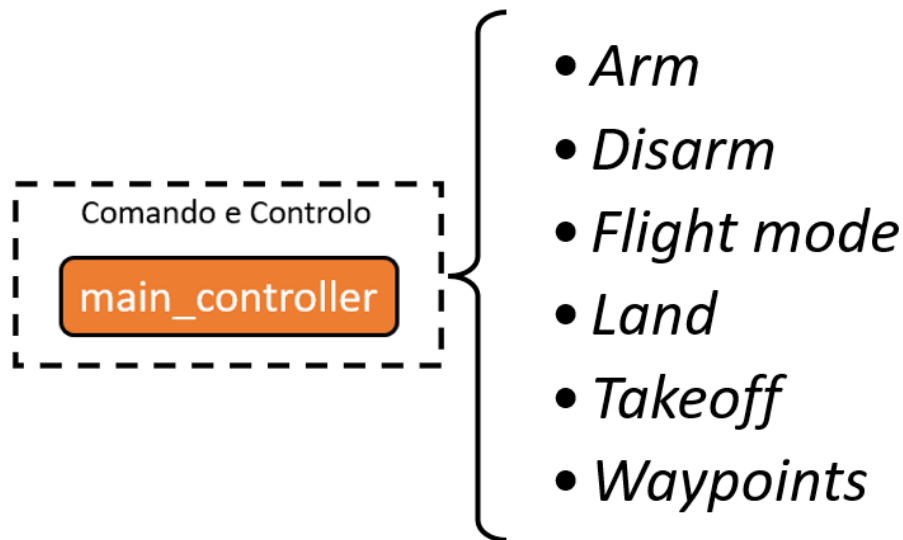 Comando e Controlo
main_controller
• Arm
• Disarm
• Flight mode
• Land
• Takeoff
• Waypoints